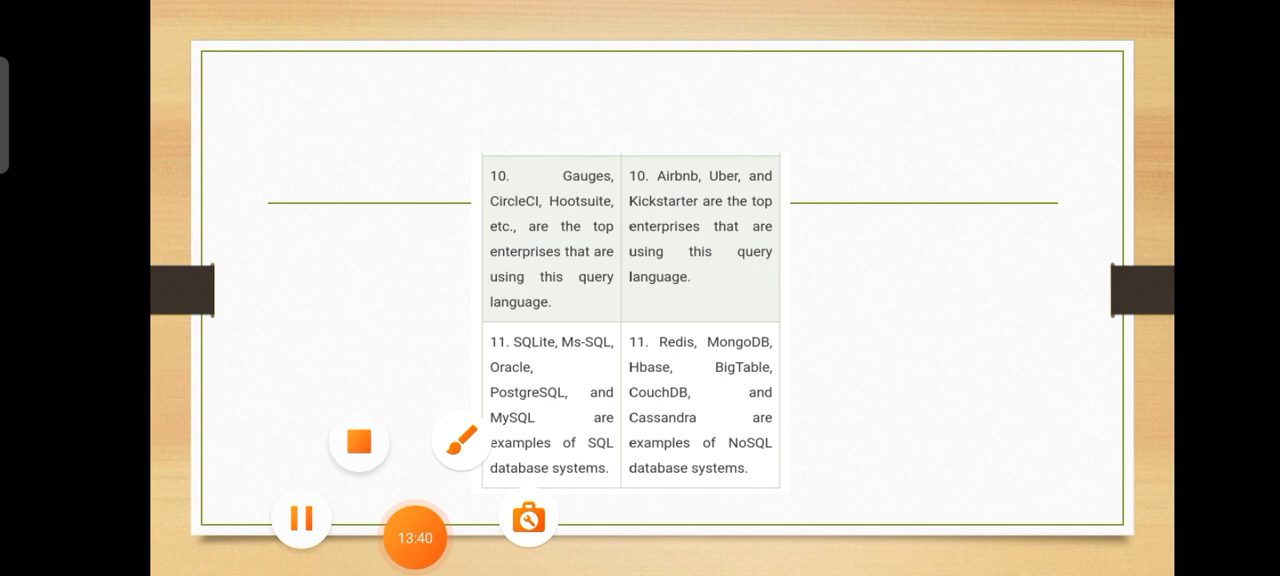 10. Gauges,
CircleCI, Hootsuite,
etc., are the top
enterprises that are
using this query
language.
10. Airbnb, Uber, and
Kickstarter are the top
enterprises that are
using this query
language.
11. SQLite, Ms-SQL,
Oracle,
PostgreSQL, and
MySQL are
examples of SQL
database systems.
11. Redis, MongoDB,
Hbase, BigTable,
CouchDB, and
Cassandra are
examples of NoSQL
database systems.
13:40